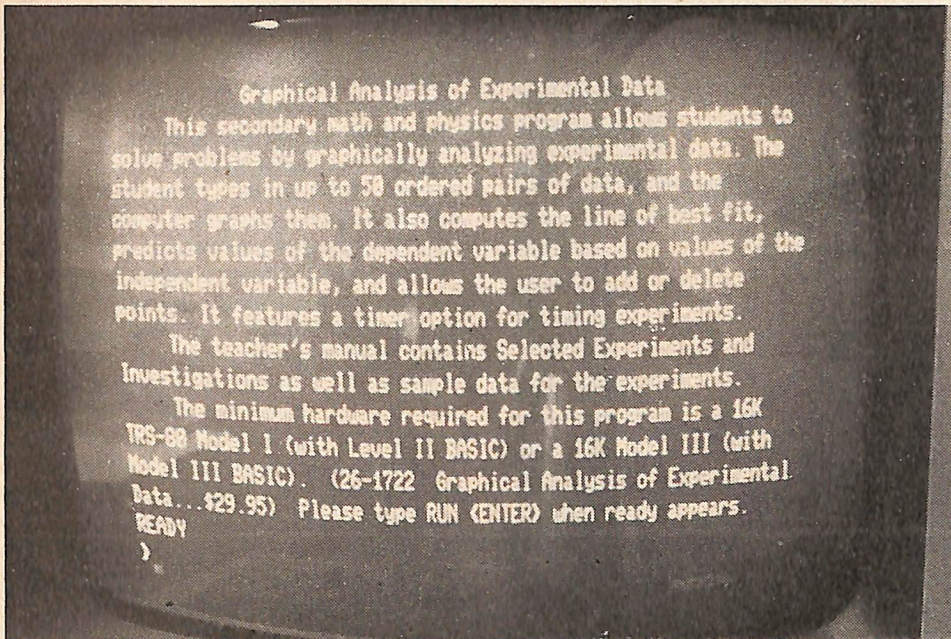 Graphical Analysis of Experimental Data
This secondary math and physics program allows students to
solve problems by graphically analyzing experimental data. The
student types in up to 50 ordered pairs of data, and the
computer graphs them. It also computes the line of best fit,
predicts values of the dependent variable based on values of the
independent variable, and allows the user to add or delete
points. It features a timer option for timing experiments.
The teacher's manual contains Selected Experiments and
Investigations as well as sample data for the experiments.
The minimum hardware required for this program is a 16K
TRS-80 Model I (with Level II BASIC) or a 16K Model III (with
Model III BASIC). (26-1722 Graphical Analysis of Experimental
Data...$29.95) Please type RUN <ENTER> when ready appears.
READY
>